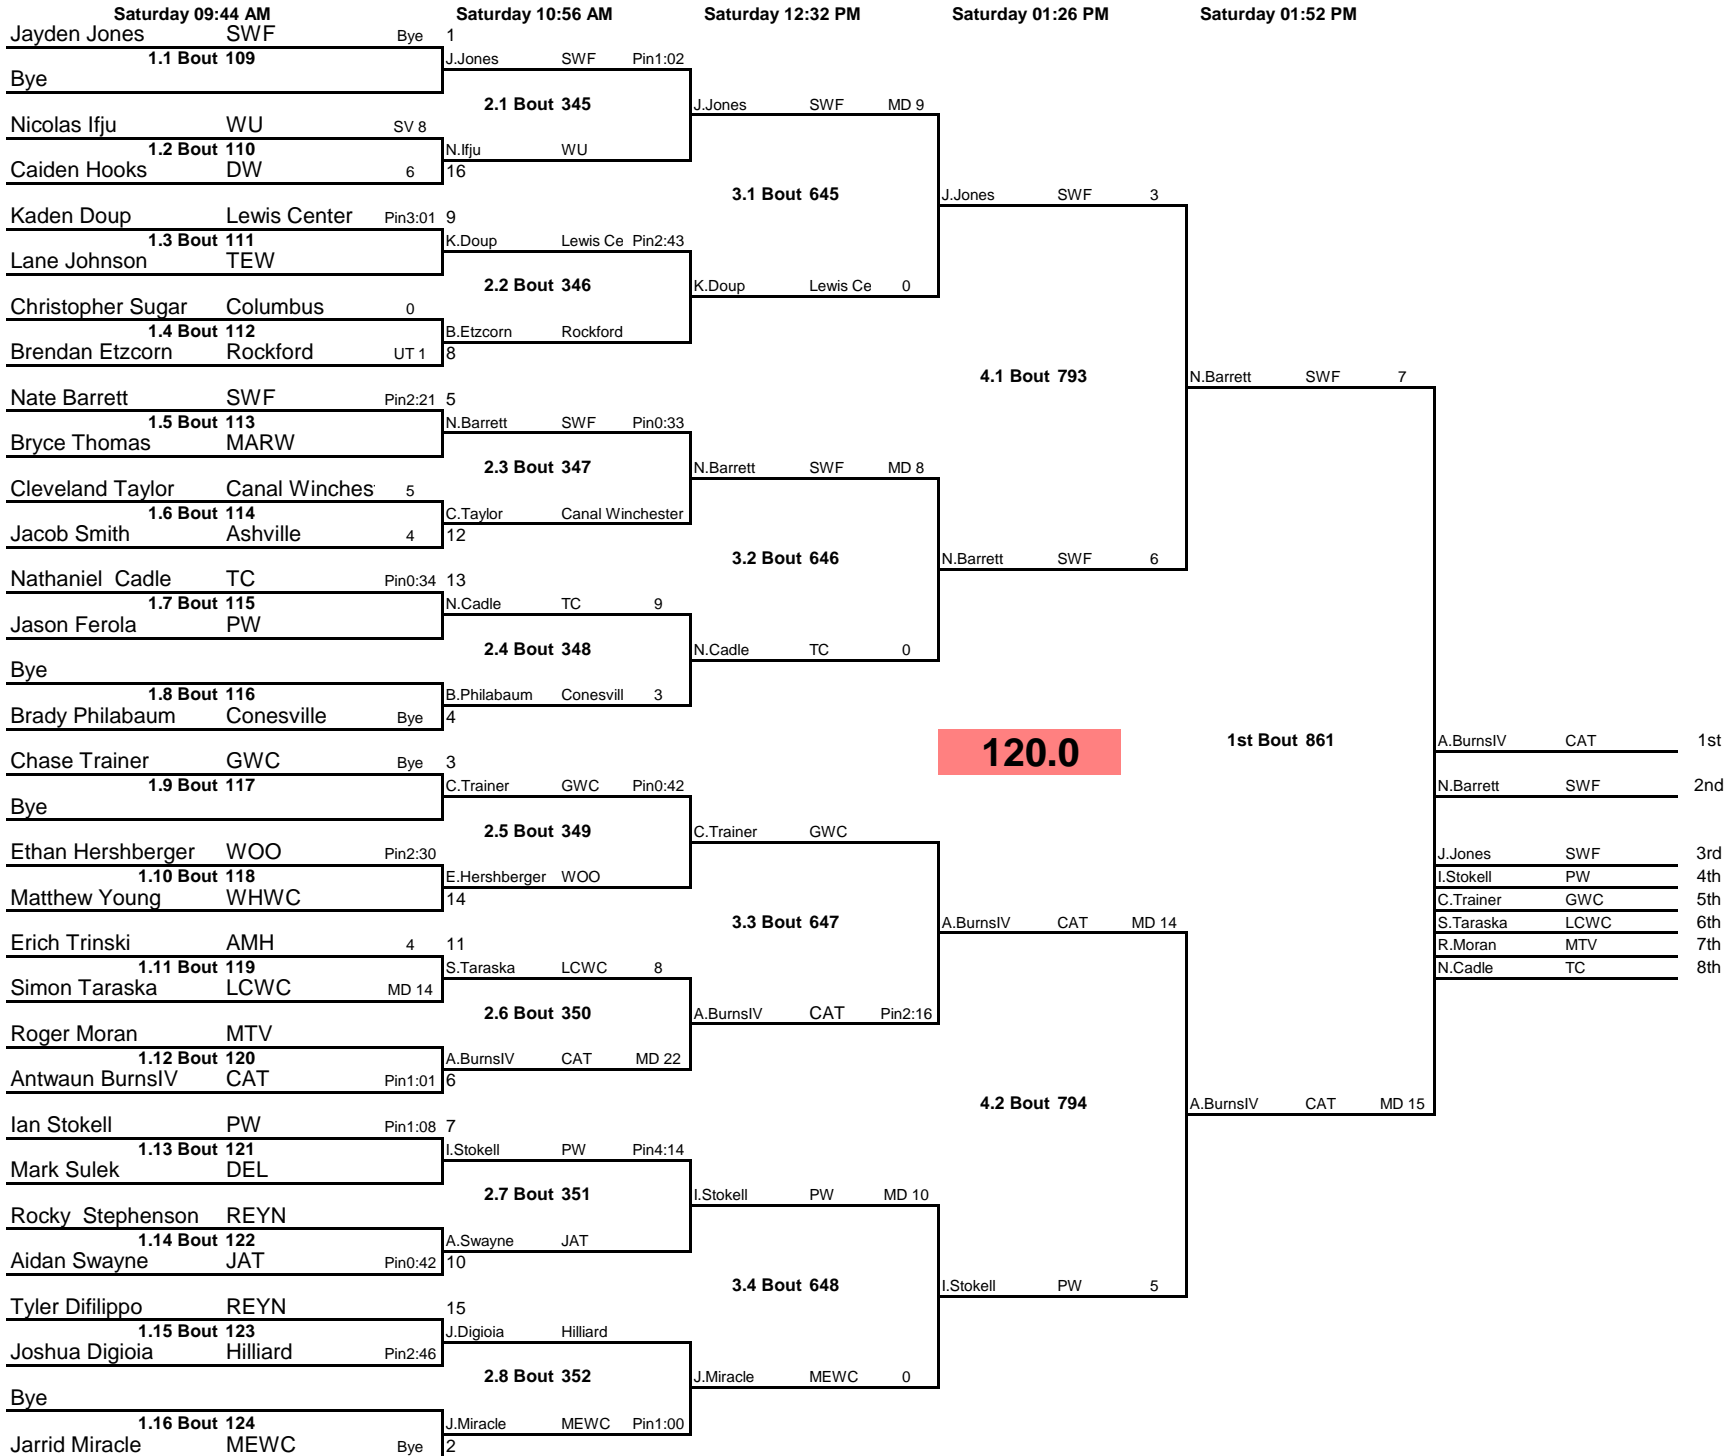 Saturday 09:44 AM Saturday 10:56 AM Saturday 12:32 PM Saturday 01:26 PM Saturday 01:52 PM
Jayden Jones SWF Bye 1
1.1 Bout 109
J.Jones SWF Pin1:02
Bye
2.1 Bout 345
J.Jones SWF MD 9
Nicolas Ifju WU SV 8
1.2 Bout 110
N.Ifju WU
Caiden Hooks DW 6 16
3.1 Bout 645
J.Jones SWF 3
Kaden Doup Lewis Center Pin3:01 9
1.3 Bout 111
K.Doup Lewis Ce Pin2:43
Lane Johnson TEW
2.2 Bout 346
K.Doup Lewis Ce 0
Christopher Sugar Columbus 0
1.4 Bout 112
B.Etzcorn Rockford
Brendan Etzcorn Rockford UT 1 8
4.1 Bout 793
N.Barrett SWF 7
Nate Barrett SWF Pin2:21 5
1.5 Bout 113
N.Barrett SWF Pin0:33
Bryce Thomas MARW
2.3 Bout 347
N.Barrett SWF MD 8
Cleveland Taylor Canal Winches 5
1.6 Bout 114
C.Taylor Canal Winchester
Jacob Smith Ashville 4 12
3.2 Bout 646
N.Barrett SWF 6
Nathaniel Cadle TC Pin0:34 13
1.7 Bout 115
N.Cadle TC 9
Jason Ferola PW
2.4 Bout 348
N.Cadle TC 0
Bye
1.8 Bout 116
B.Philabaum Conesvill 3
Brady Philabaum Conesville Bye 4
120.0
1st Bout 861
A.BurnsIV CAT 1st
Chase Trainer GWC Bye 3
1.9 Bout 117
C.Trainer GWC Pin0:42
N.Barrett SWF 2nd
Bye
2.5 Bout 349
C.Trainer GWC
Ethan Hershberger WOO Pin2:30
J.Jones SWF 3rd
1.10 Bout 118
E.Hershberger WOO
I.Stokell PW 4th
Matthew Young WHWC 14
C.Trainer GWC 5th
3.3 Bout 647
A.BurnsIV CAT MD 14
S.Taraska LCWC 6th
Erich Trinski AMH 4 11
R.Moran MTV 7th
1.11 Bout 119
S.Taraska LCWC 8
N.Cadle TC 8th
Simon Taraska LCWC MD 14
2.6 Bout 350
A.BurnsIV CAT Pin2:16
Roger Moran MTV
1.12 Bout 120
A.BurnsIV CAT MD 22
Antwaun BurnsIV CAT Pin1:01 6
4.2 Bout 794
A.BurnsIV CAT MD 15
Ian Stokell PW Pin1:08 7
1.13 Bout 121
I.Stokell PW Pin4:14
Mark Sulek DEL
2.7 Bout 351
I.Stokell PW MD 10
Rocky Stephenson REYN
1.14 Bout 122
A.Swayne JAT
Aidan Swayne JAT Pin0:42 10
3.4 Bout 648
I.Stokell PW 5
Tyler Difilippo REYN 15
1.15 Bout 123
J.Digioia Hilliard
Joshua Digioia Hilliard Pin2:46
2.8 Bout 352
J.Miracle MEWC 0
Bye
1.16 Bout 124
J.Miracle MEWC Pin1:00
Jarrid Miracle MEWC Bye 2